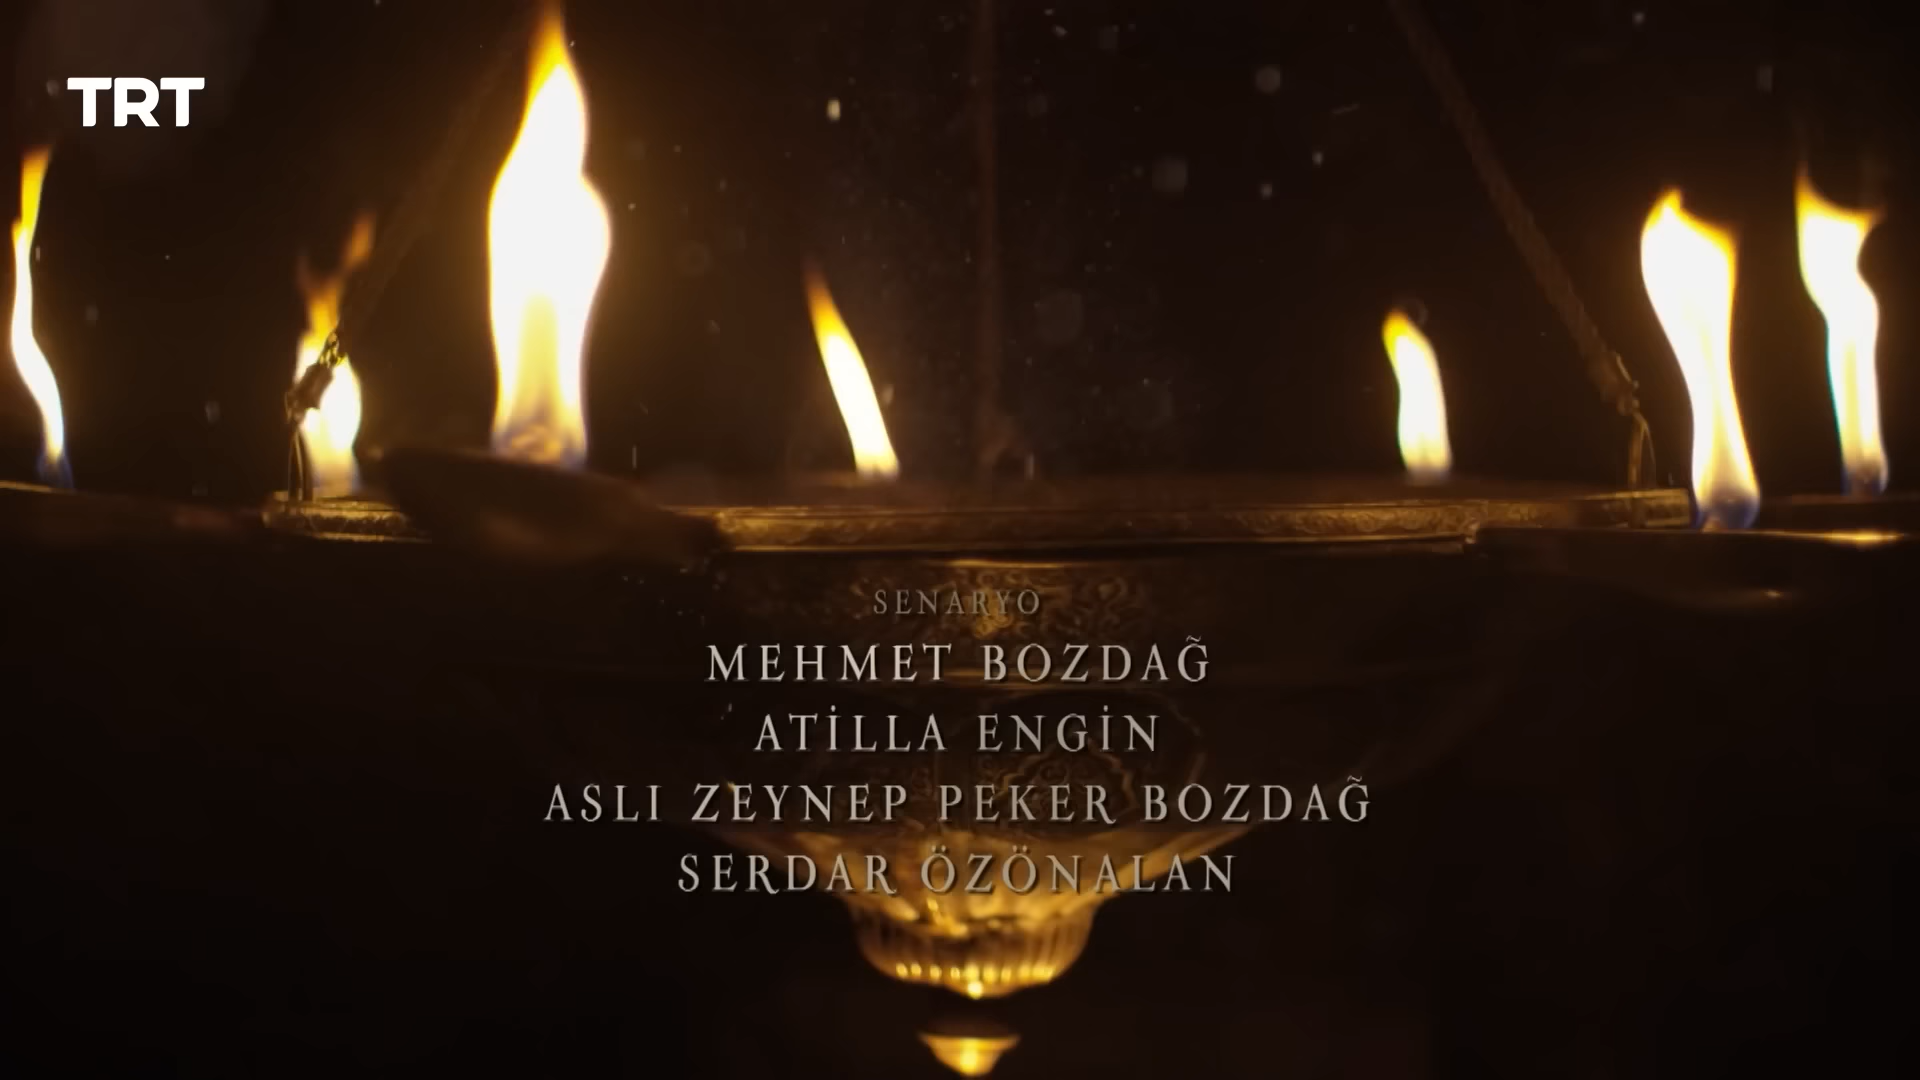 TRT
SENARYO
MEHMET BOZDAĞ
ATİLLA ENGİN
ASLI ZEYNEP PEKER BOZDAĞ
SERDAR ÖZÖNALAN